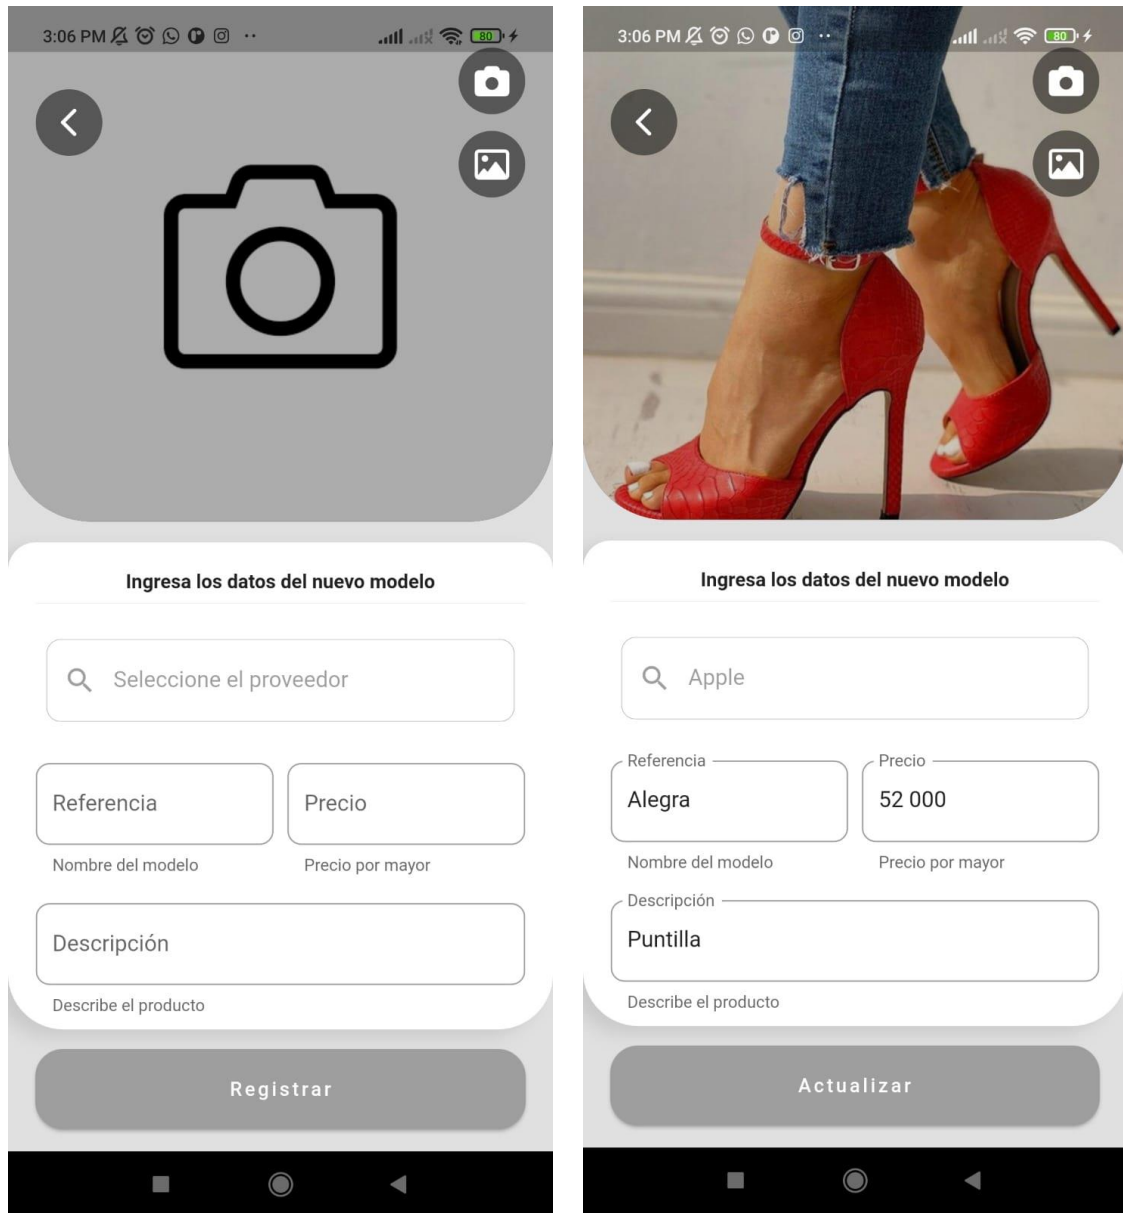 3:06 PM
80
Ingresa los datos del nuevo modelo
Seleccione el proveedor
Referencia
Precio
Nombre del modelo
Precio por mayor
Descripción
Describe el producto
Registrar
3:06 PM
80
Ingresa los datos del nuevo modelo
Apple
Referencia
Precio
Alegra
52 000
Nombre del modelo
Precio por mayor
Descripción
Puntilla
Describe el producto
Actualizar